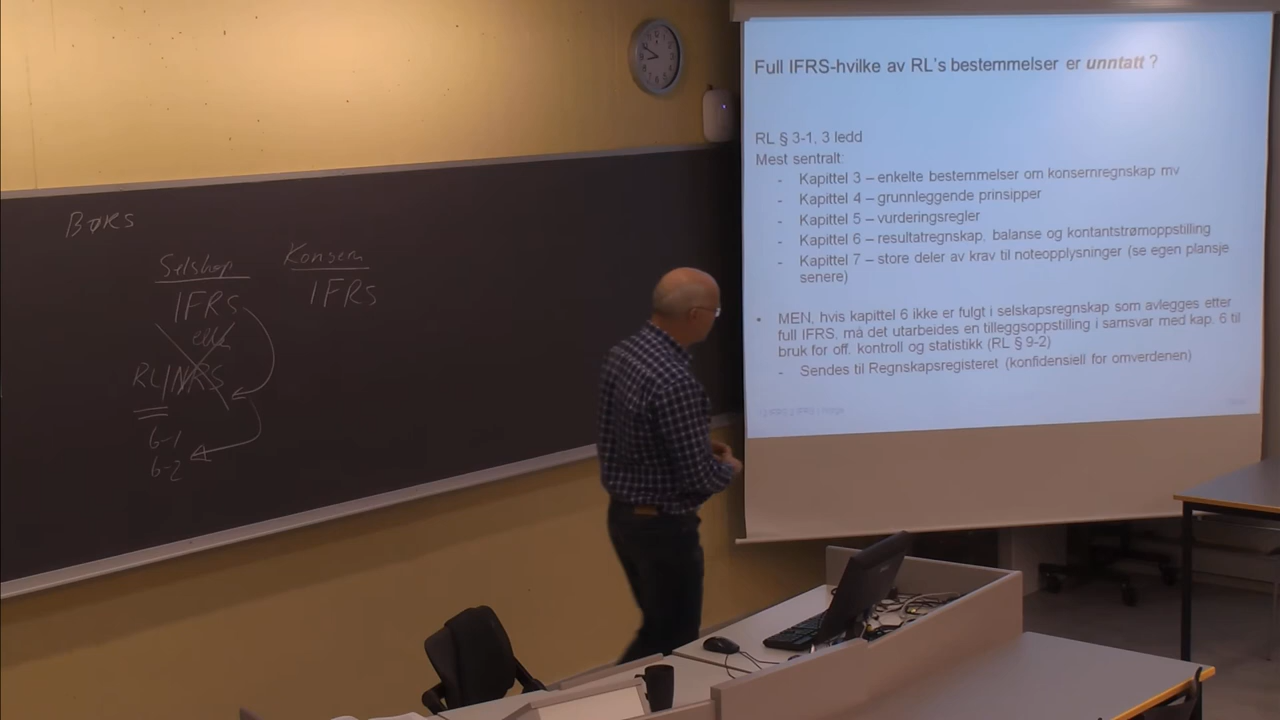 BØRS
Selskap
Konsern
IFRS
IFRS
RL/NRS
6-1
6-2
Full IFRS-hvilke av RL's bestemmelser er unntatt ?
RL § 3-1, 3 ledd
Mest sentralt:
- Kapittel 3 – enkelte bestemmelser om konsernregnskap mv
- Kapittel 4 – grunnleggende prinsipper
- Kapittel 5 – vurderingsregler
- Kapittel 6 – resultatregnskap, balanse og kontantstrømoppstilling
- Kapittel 7 – store deler av krav til noteopplysninger (se egen plansje
senere)
• MEN, hvis kapittel 6 ikke er fulgt i selskapsregnskap som avlegges etter
full IFRS, må det utarbeides en tilleggsoppstilling i samsvar med kap. 6 til
bruk for off. kontroll og statistikk (RL § 9-2)
- Sendes til Regnskapsregisteret (konfidensiell for omverdenen)